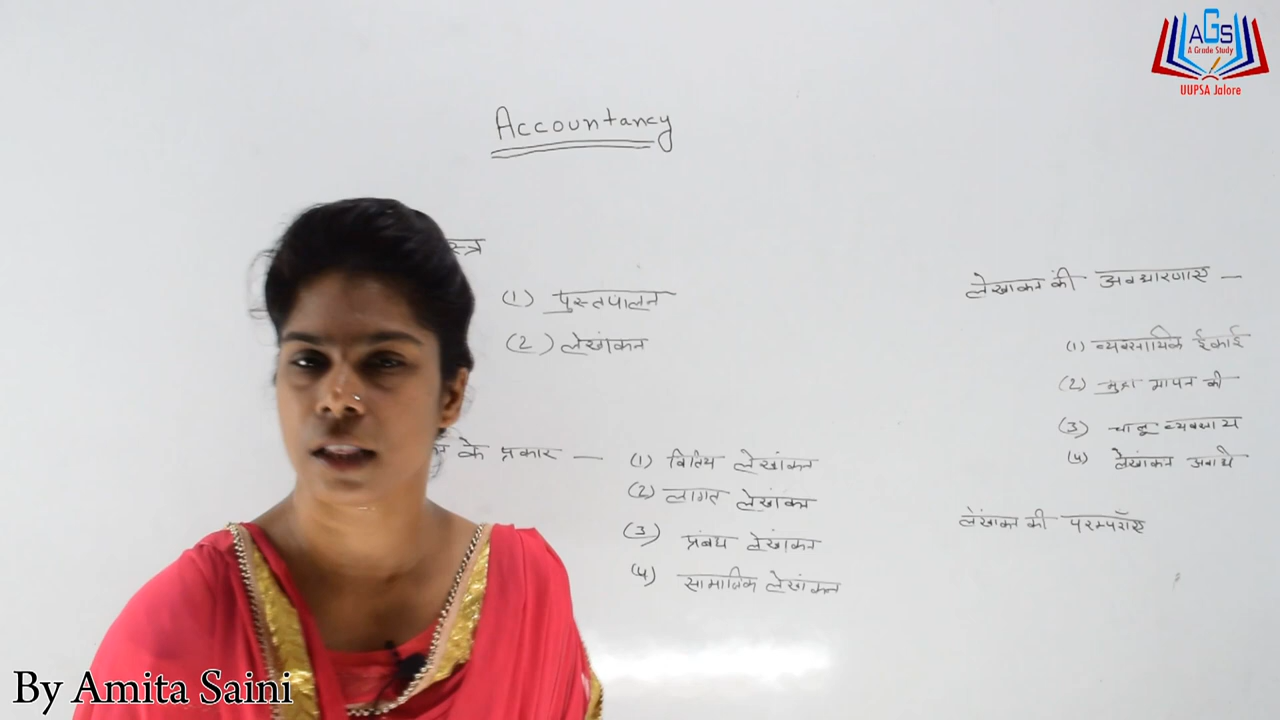 AGS
A Grade Study
UUPSA Jalore
Accountancy
स्त्र
(1) पुस्तपालन
(2) लेखांकन
के प्रकार —
(1) वित्तिय लेखांकन
(2) लागत लेखांकन
(3) प्रंबध लेखांकन
(4) सामाजिक लेखांकन
लेखाकन की अवधारणाए —
(1) व्यवसायिक ईकाई
(2) मुद्रा मापन की
(3) चालू व्यवसाय
(4) लेखांकन अवधि
लेखांकन की परम्पराँए
By Amita Saini